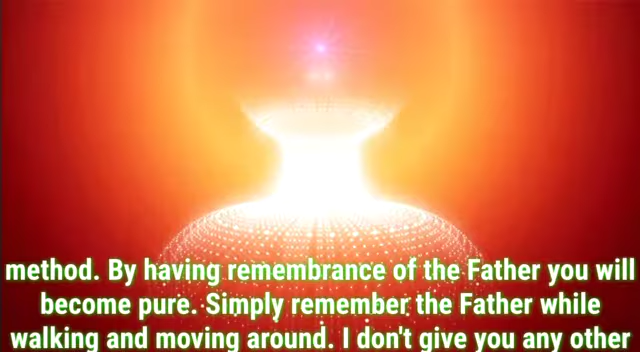 method. By having remembrance of the Father you will
become pure. Simply remember the Father while
walking and moving around. I don't give you any other